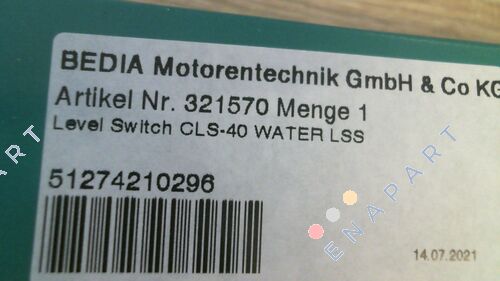 BEDIA Motorentechnik GmbH & Co KG
Artikel Nr. 321570 Menge 1
Level Switch CLS-40 WATER LSS
51274210296
14.07.2021
ENAPART